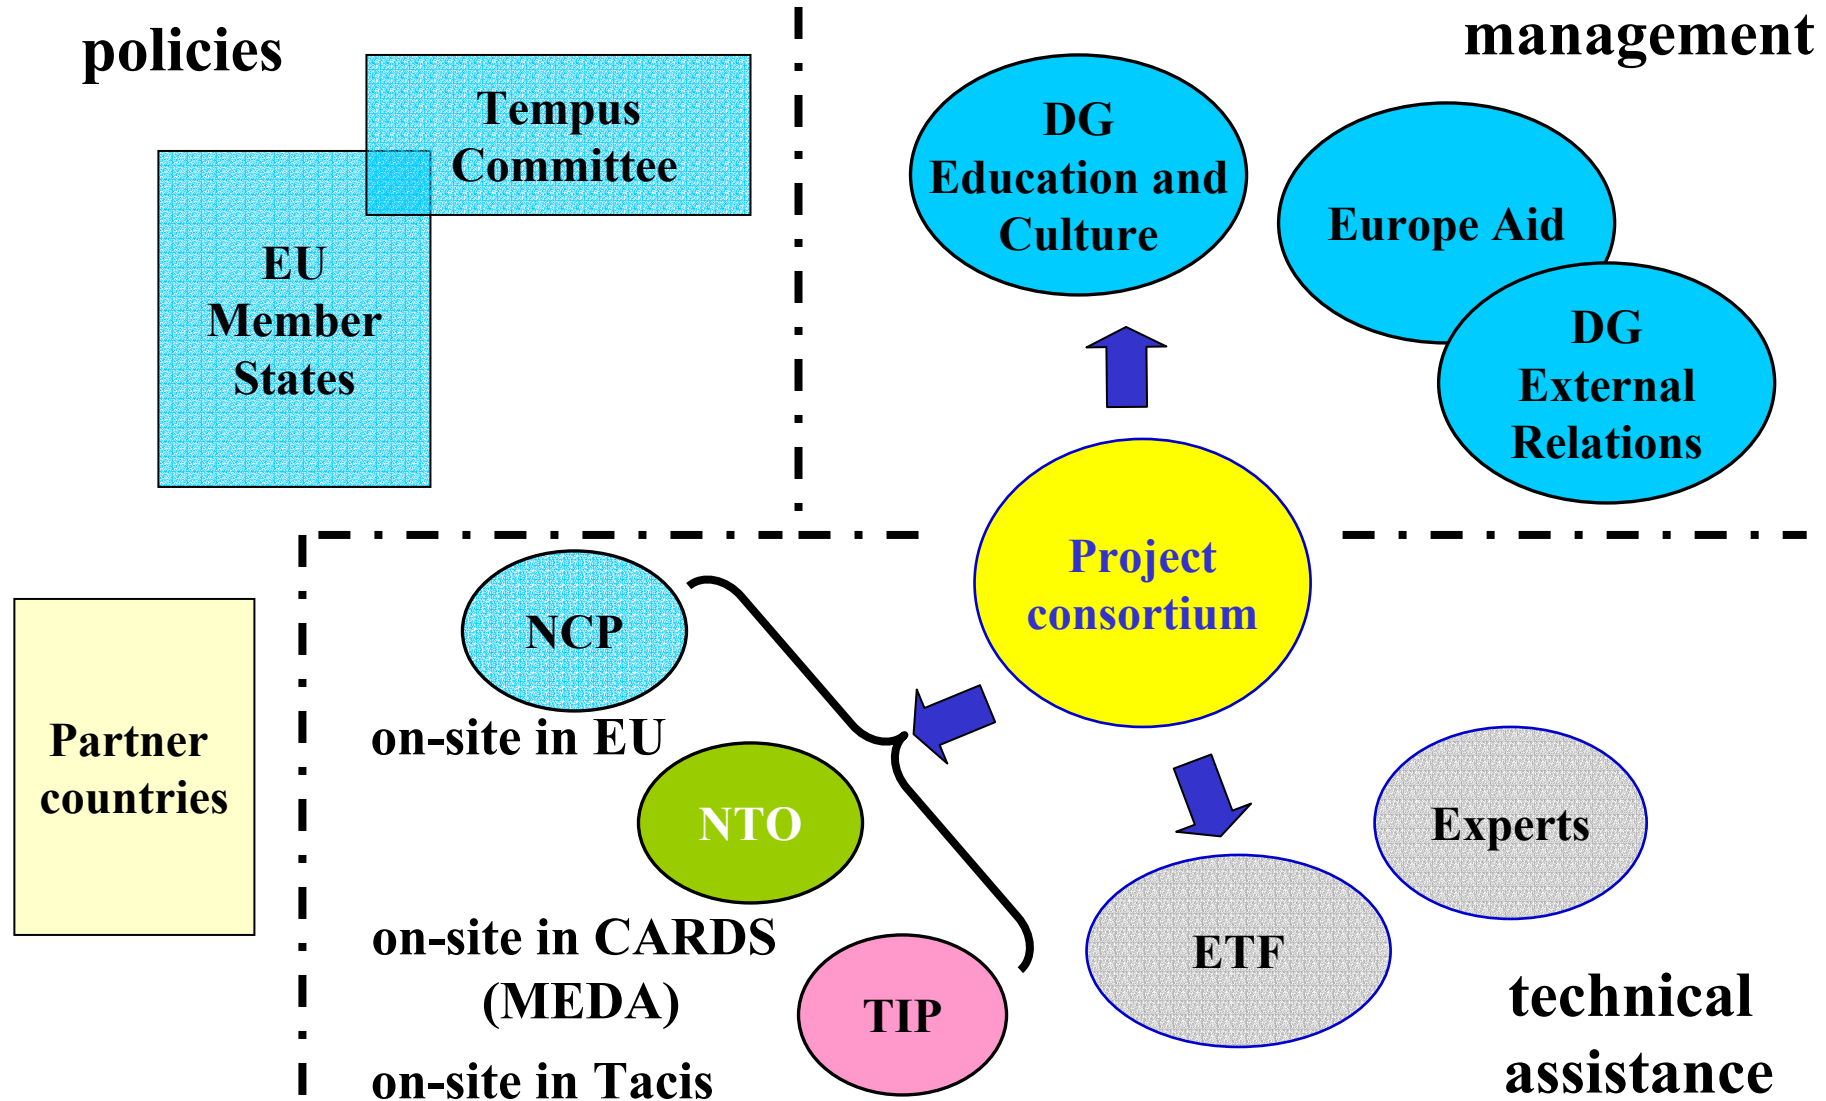 policies
management
Tempus
Committee
DG
Education and
Culture
Europe Aid
EU
Member
States
DG
External
Relations
Project
consortium
NCP
on-site in EU
Partner
countries
NTO
Experts
on-site in CARDS
(MEDA)
ETF
TIP
technical
assistance
on-site in Tacis